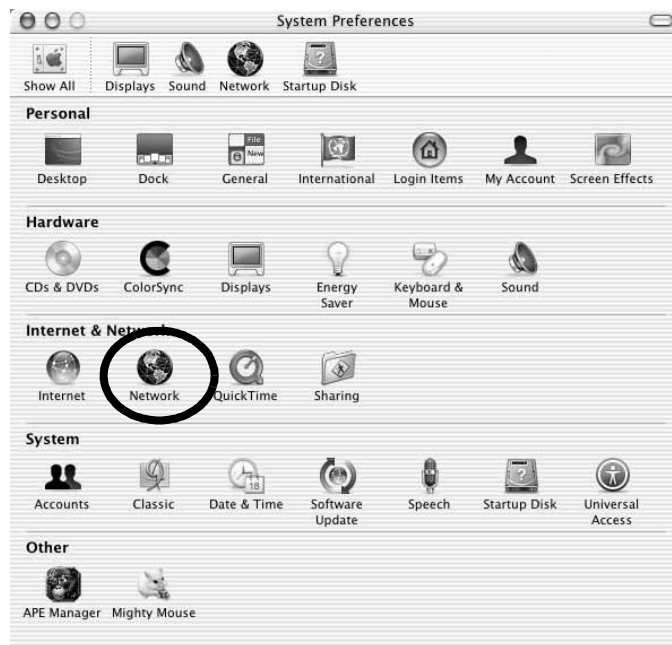 System Preferences
Show All Displays Sound Network Startup Disk
Personal
File
New
Desktop Dock General International Login Items My Account Screen Effects
Hardware
CDs & DVDs ColorSync Displays Energy Saver Keyboard & Mouse Sound
Internet & Network
Internet Network QuickTime Sharing
System
18
Accounts Classic Date & Time Software Update Speech Startup Disk Universal Access
Other
APE Manager Mighty Mouse